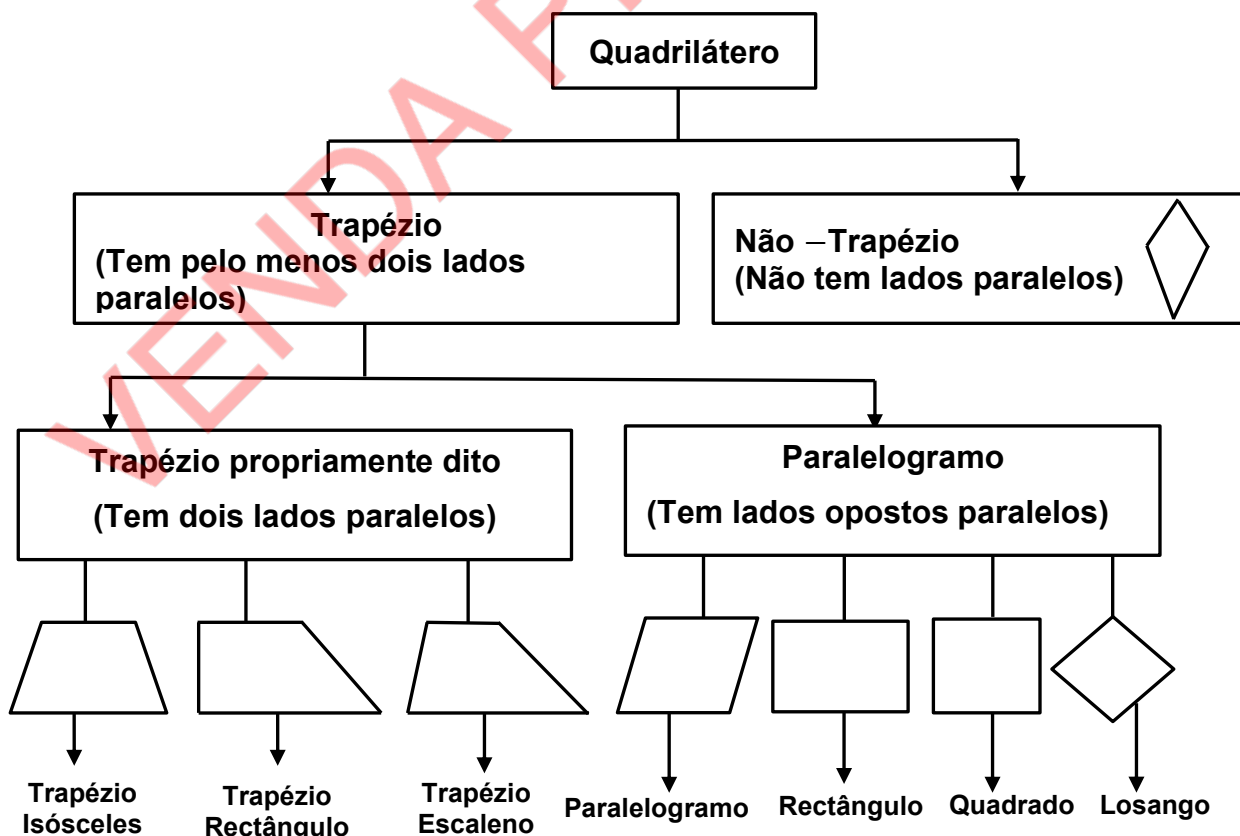 Quadrilátero
Trapézio
(Tem pelo menos dois lados
paralelos)
Não –Trapézio
(Não tem lados paralelos)
Trapézio propriamente dito
(Tem dois lados paralelos)
Paralelogramo
(Tem lados opostos paralelos)
Trapézio
Isósceles
Trapézio
Rectângulo
Trapézio
Escaleno
Paralelogramo
Rectângulo
Quadrado
Losango
VENDA